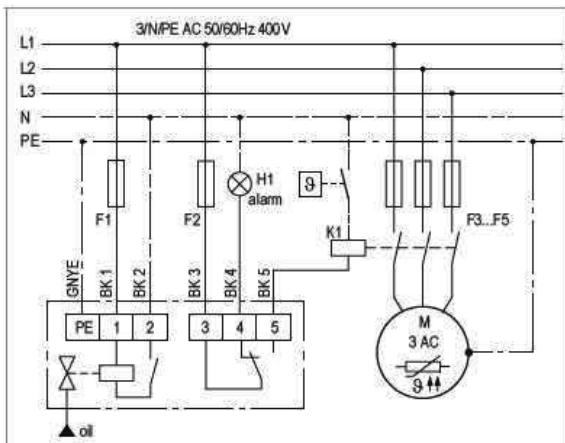 3/N/PE AC 50/60Hz 400V
L1
L2
L3
N
PE
F1
F2
H1
alarm
ϑ
K1
F3...F5
GNYE
BK 1
BK 2
BK 3
BK 4
BK 5
PE 1 2
3 4 5
M
3 AC
ϑ
oil